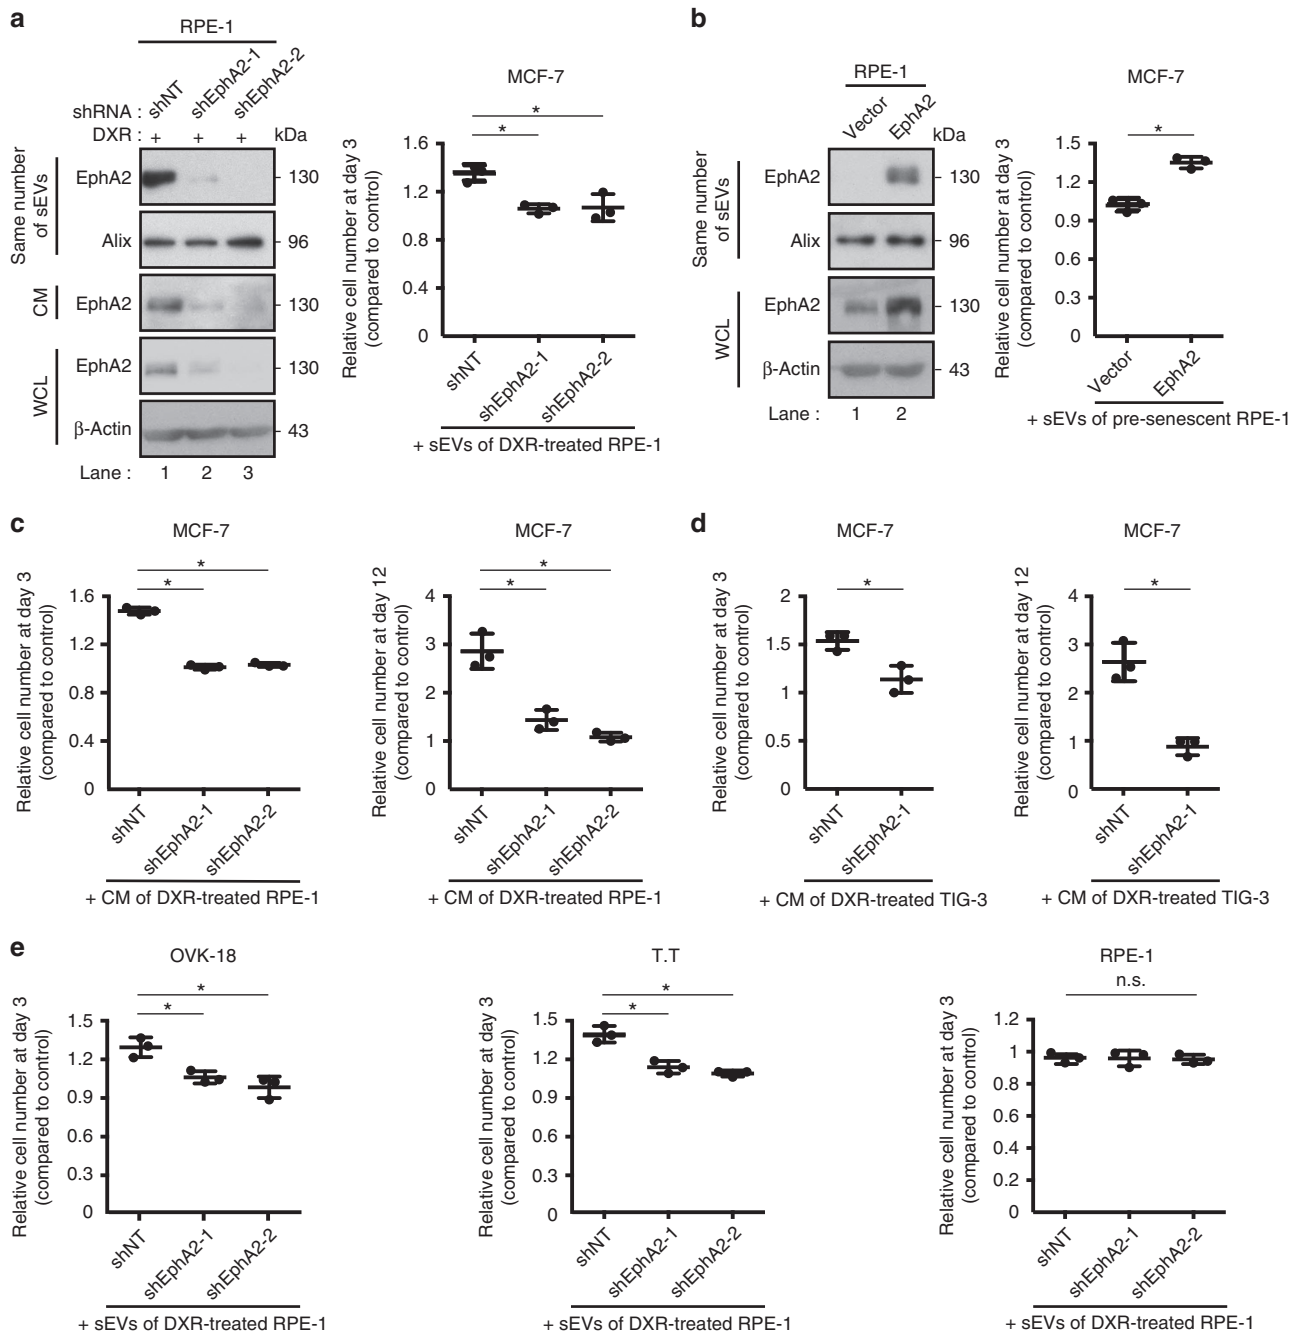 a
RPE-1
shRNA : shNT shEphA2-1 shEphA2-2
DXR : + + + kDa
Same number of sEVs
EphA2 130
Alix 96
CM
EphA2 130
WCL
EphA2 130
β-Actin 43
Lane : 1 2 3
MCF-7
*
*
Relative cell number at day 3
(compared to control)
1.6
1.2
0.8
0.4
0
shNT shEphA2-1 shEphA2-2
+ sEVs of DXR-treated RPE-1
b
RPE-1
Vector EphA2 kDa
Same number of sEVs
EphA2 130
Alix 96
WCL
EphA2 130
β-Actin 43
Lane : 1 2
MCF-7
*
Relative cell number at day 3
(compared to control)
1.5
1.2
0.9
0.6
0.3
0
Vector EphA2
+ sEVs of pre-senescent RPE-1
c
MCF-7
*
*
Relative cell number at day 3
(compared to control)
1.6
1.2
0.8
0.4
0
shNT shEphA2-1 shEphA2-2
+ CM of DXR-treated RPE-1
MCF-7
*
*
Relative cell number at day 12
(compared to control)
4
3
2
1
0
shNT shEphA2-1 shEphA2-2
+ CM of DXR-treated RPE-1
d
MCF-7
*
Relative cell number at day 3
(compared to control)
2
1.5
1
0.5
0
shNT shEphA2-1
+ CM of DXR-treated TIG-3
MCF-7
*
Relative cell number at day 12
(compared to control)
4
3
2
1
0
shNT shEphA2-1
+ CM of DXR-treated TIG-3
e
OVK-18
*
*
Relative cell number at day 3
(compared to control)
1.5
1.2
0.9
0.6
0.3
0
shNT shEphA2-1 shEphA2-2
+ sEVs of DXR-treated RPE-1
T.T
*
*
Relative cell number at day 3
(compared to control)
1.5
1.2
0.9
0.6
0.3
0
shNT shEphA2-1 shEphA2-2
+ sEVs of DXR-treated RPE-1
RPE-1
n.s.
Relative cell number at day 3
(compared to control)
1.2
1
0.8
0.6
0.4
0.2
0
shNT shEphA2-1 shEphA2-2
+ sEVs of DXR-treated RPE-1